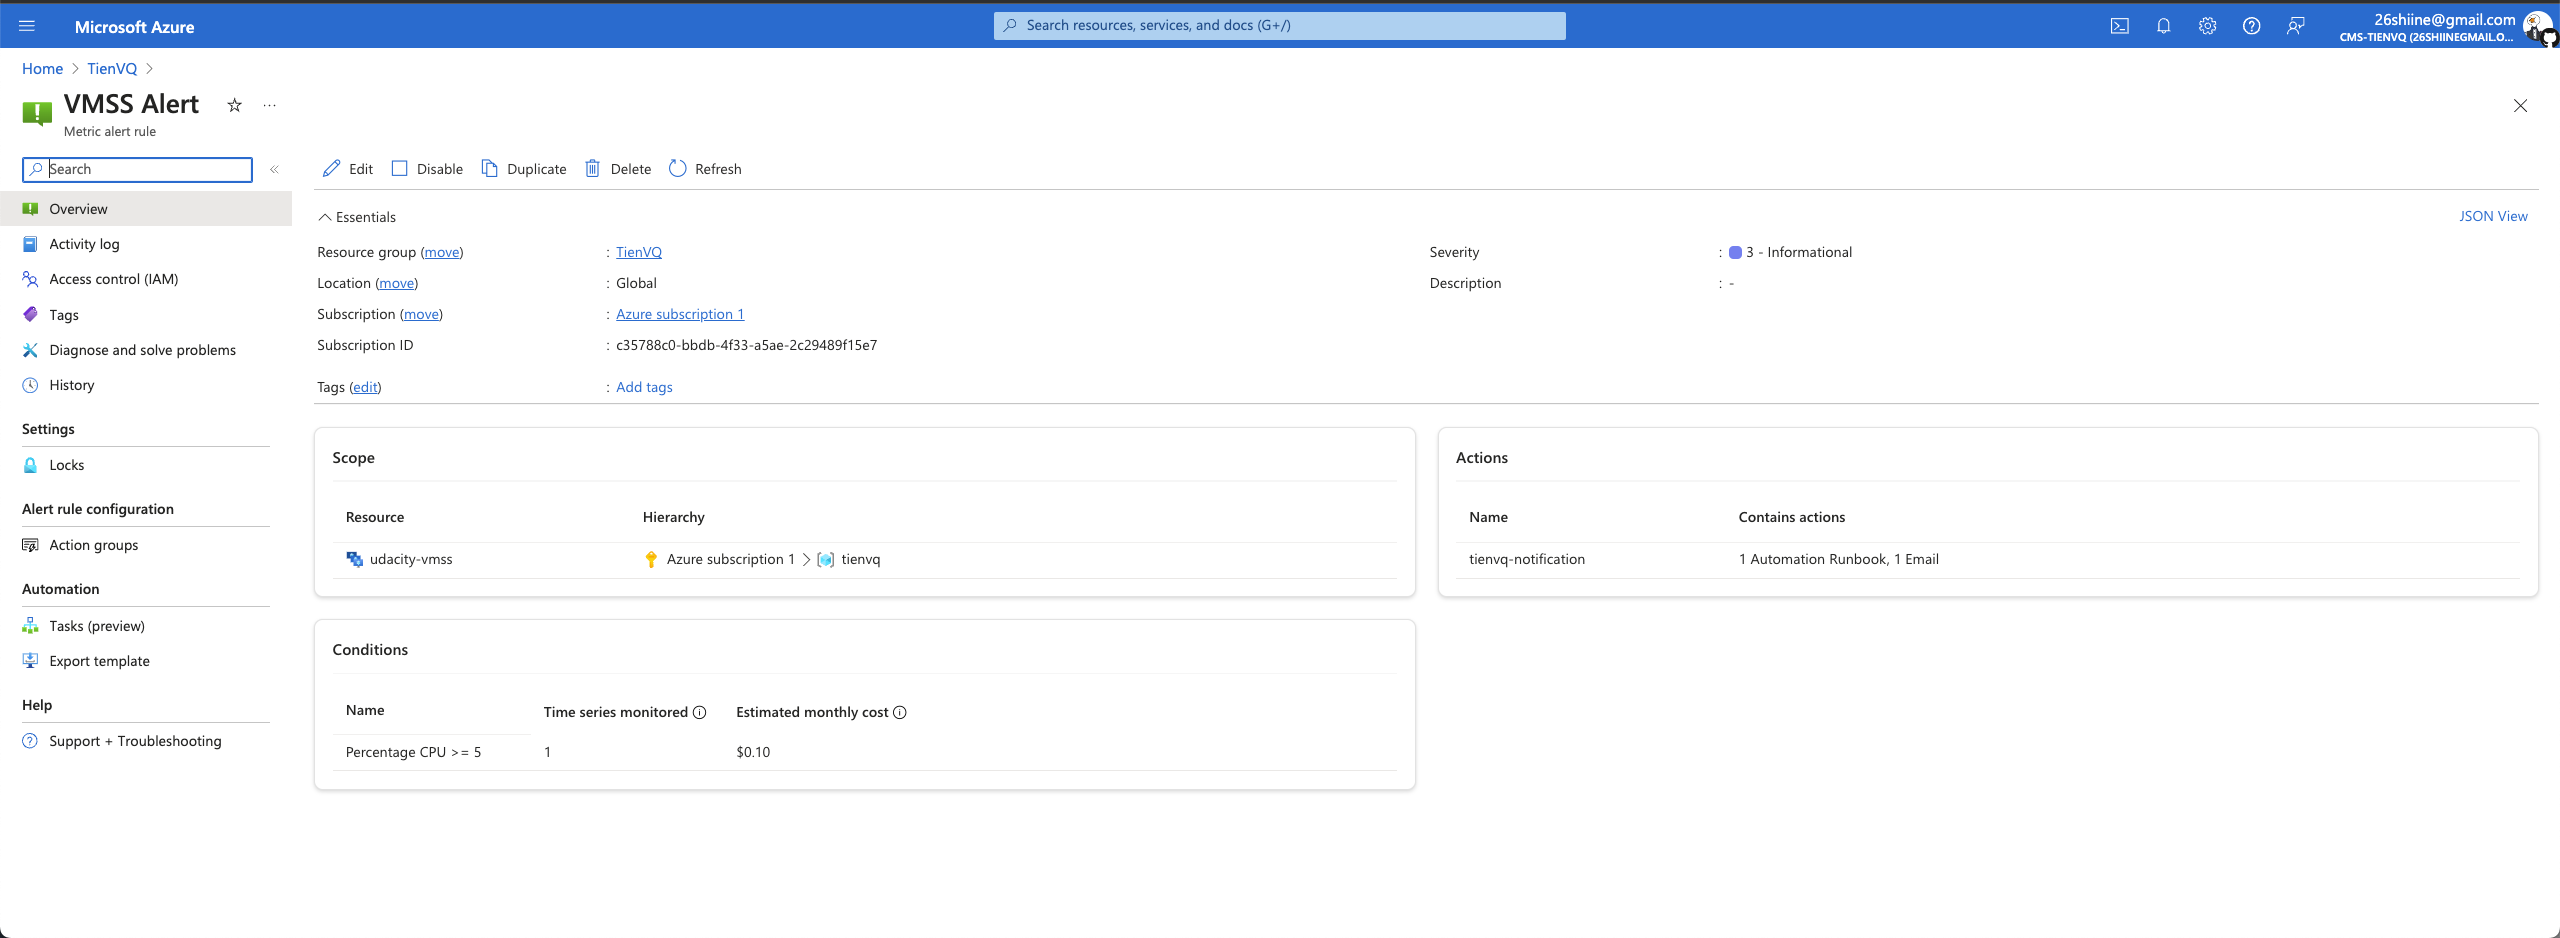 Microsoft Azure
Search resources, services, and docs (G+/)
26shiine@gmail.com
CMS-TIENVQ (26SHIINEGMAIL.O...
Home > TienVQ >
VMSS Alert
Metric alert rule
Search
Edit Disable Duplicate Delete Refresh
Overview
Activity log
Access control (IAM)
Tags
Diagnose and solve problems
History
Settings
Locks
Alert rule configuration
Action groups
Automation
Tasks (preview)
Export template
Help
Support + Troubleshooting
Essentials
JSON View
Resource group (move) : TienVQ
Location (move) : Global
Subscription (move) : Azure subscription 1
Subscription ID : c35788c0-bbdb-4f33-a5ae-2c29489f15e7
Tags (edit) : Add tags
Severity : 3 - Informational
Description : -
Scope
Resource Hierarchy
udacity-vmss Azure subscription 1 > tienvq
Actions
Name Contains actions
tienvq-notification 1 Automation Runbook, 1 Email
Conditions
Name Time series monitored Estimated monthly cost
Percentage CPU >= 5 1 $0.10